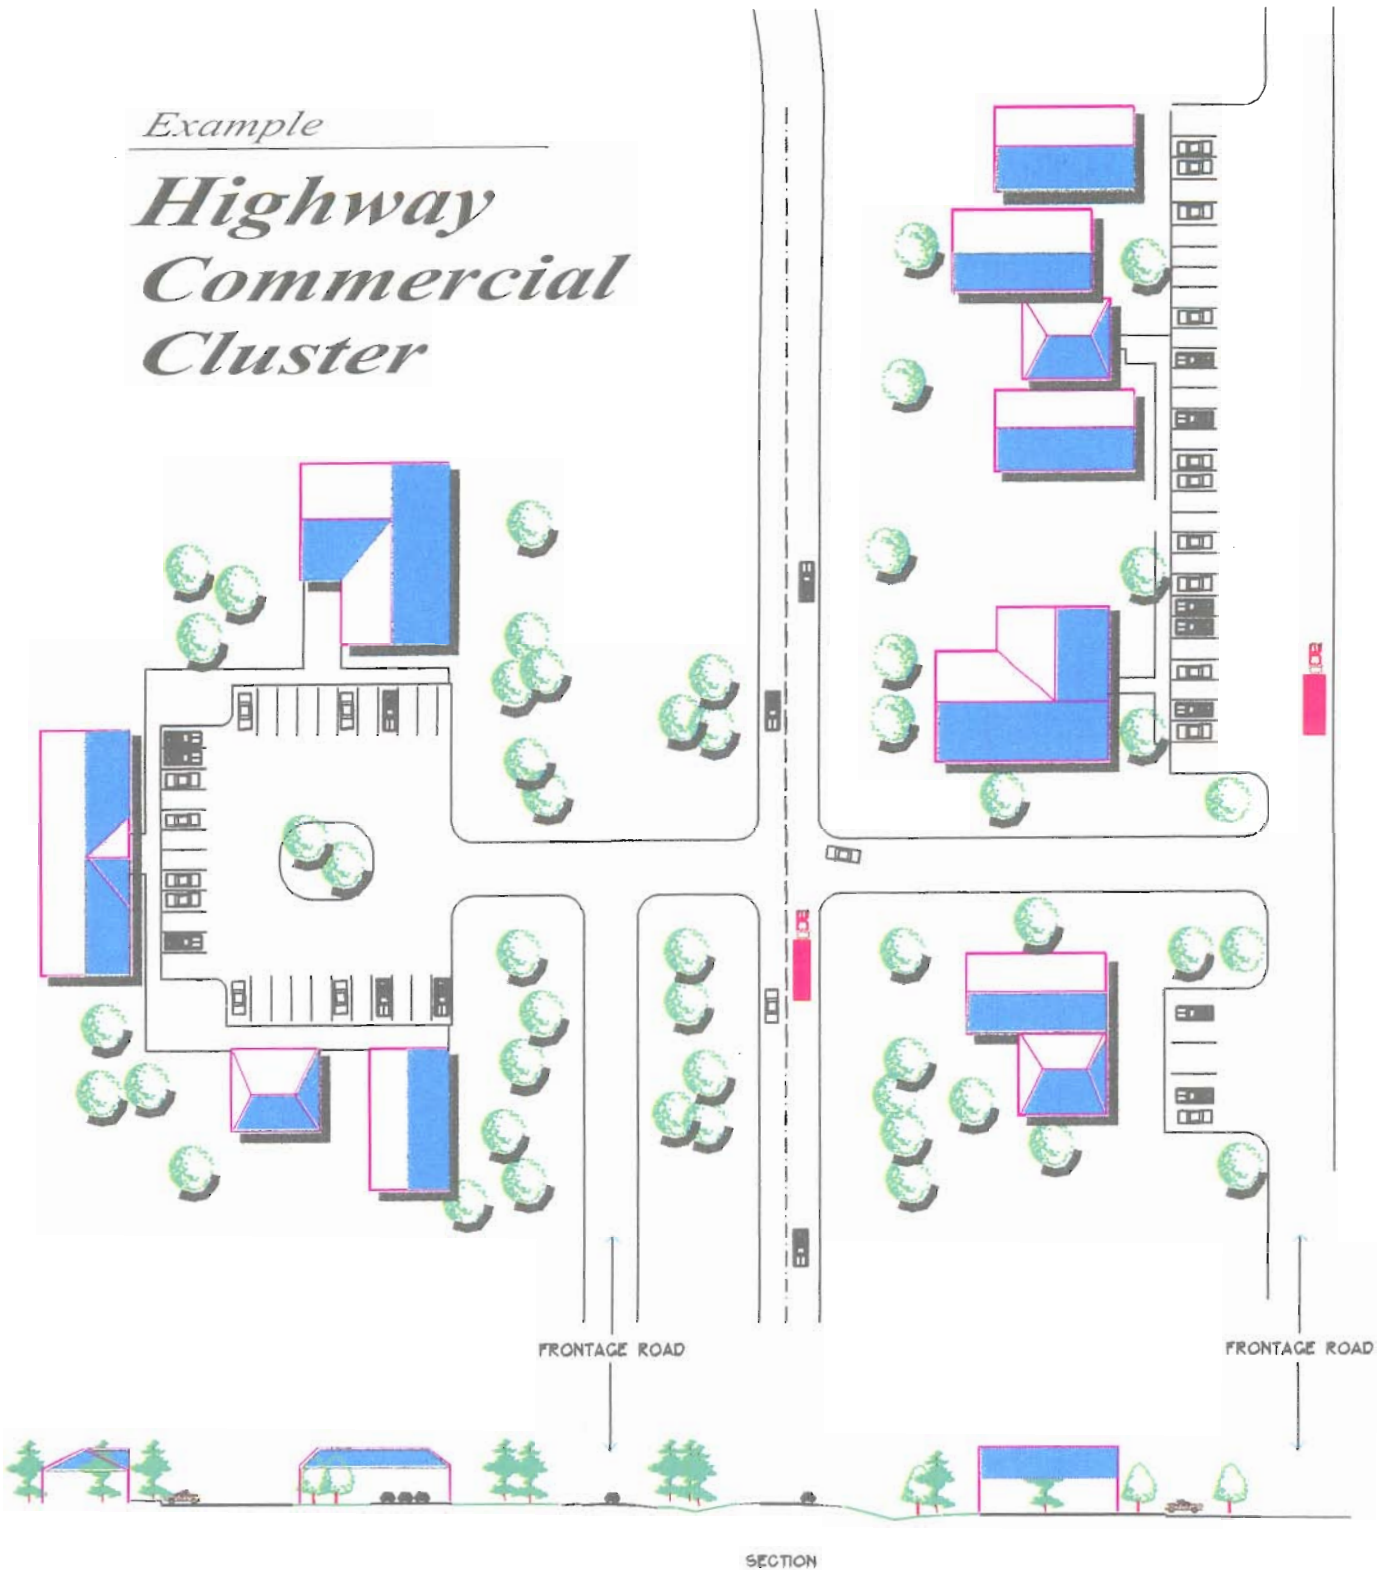 Example
Highway
Commercial
Cluster
FRONTAGE ROAD
FRONTAGE ROAD
SECTION